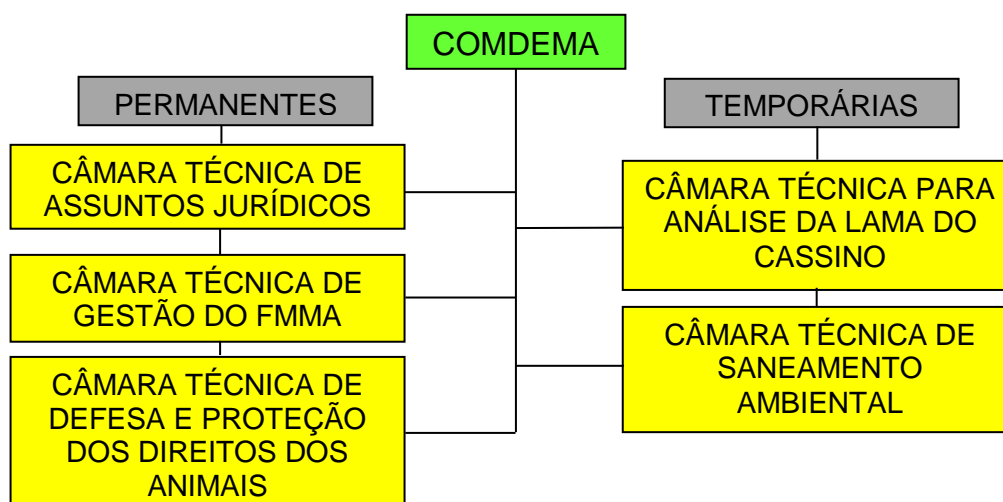 COMDEMA
PERMANENTES
CÂMARA TÉCNICA DE
ASSUNTOS JURÍDICOS
CÂMARA TÉCNICA DE
GESTÃO DO FMMA
CÂMARA TÉCNICA DE
DEFESA E PROTEÇÃO
DOS DIREITOS DOS
ANIMAIS
TEMPORÁRIAS
CÂMARA TÉCNICA PARA
ANÁLISE DA LAMA DO
CASSINO
CÂMARA TÉCNICA DE
SANEAMENTO
AMBIENTAL